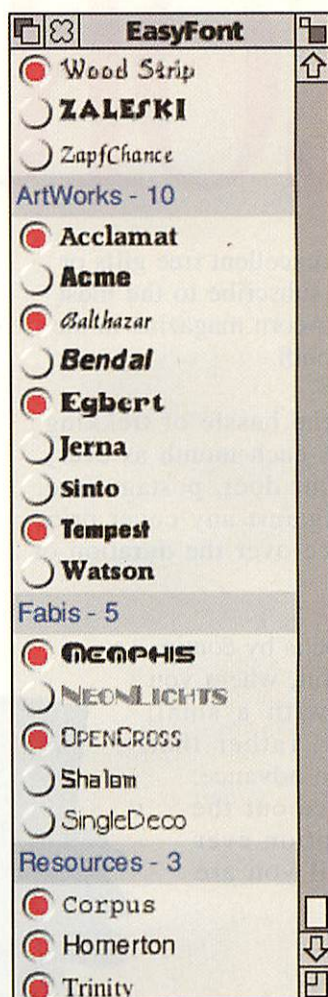 EasyFont
Wood Strip
ZALESKI
ZapfChance
ArtWorks - 10
Acclamat
Acme
Balthazar
Bendal
Egbert
Jerna
Sinto
Tempest
Watson
Fabis - 5
MEMPHIS
NEONLIGHTS
OPENCROSS
Shalom
SingleDeco
Resources - 3
Corpus
Homerton
Trinity